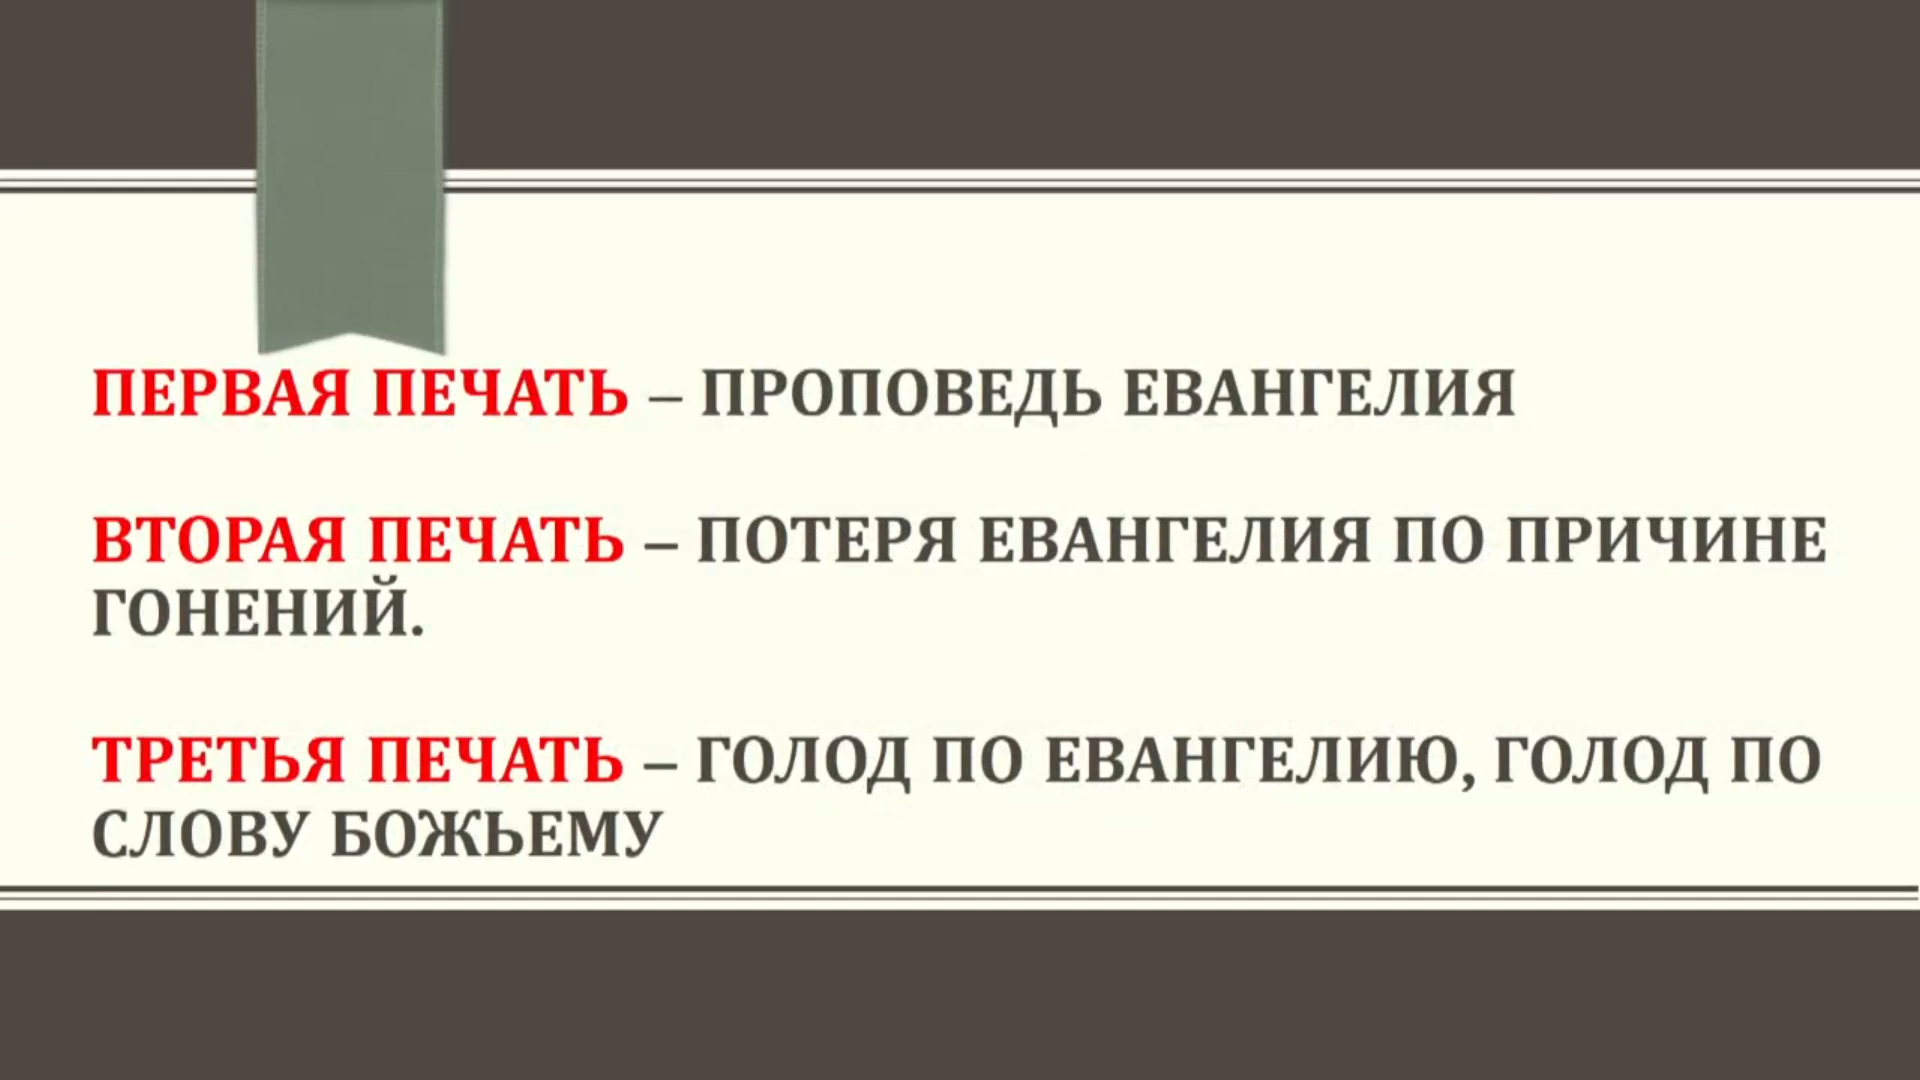 ПЕРВАЯ ПЕЧАТЬ – ПРОПОВЕДЬ ЕВАНГЕЛИЯ
ВТОРАЯ ПЕЧАТЬ – ПОТЕРЯ ЕВАНГЕЛИЯ ПО ПРИЧИНЕ
ГОНЕНИЙ.
ТРЕТЬЯ ПЕЧАТЬ – ГОЛОД ПО ЕВАНГЕЛИЮ, ГОЛОД ПО
СЛОВУ БОЖЬЕМУ